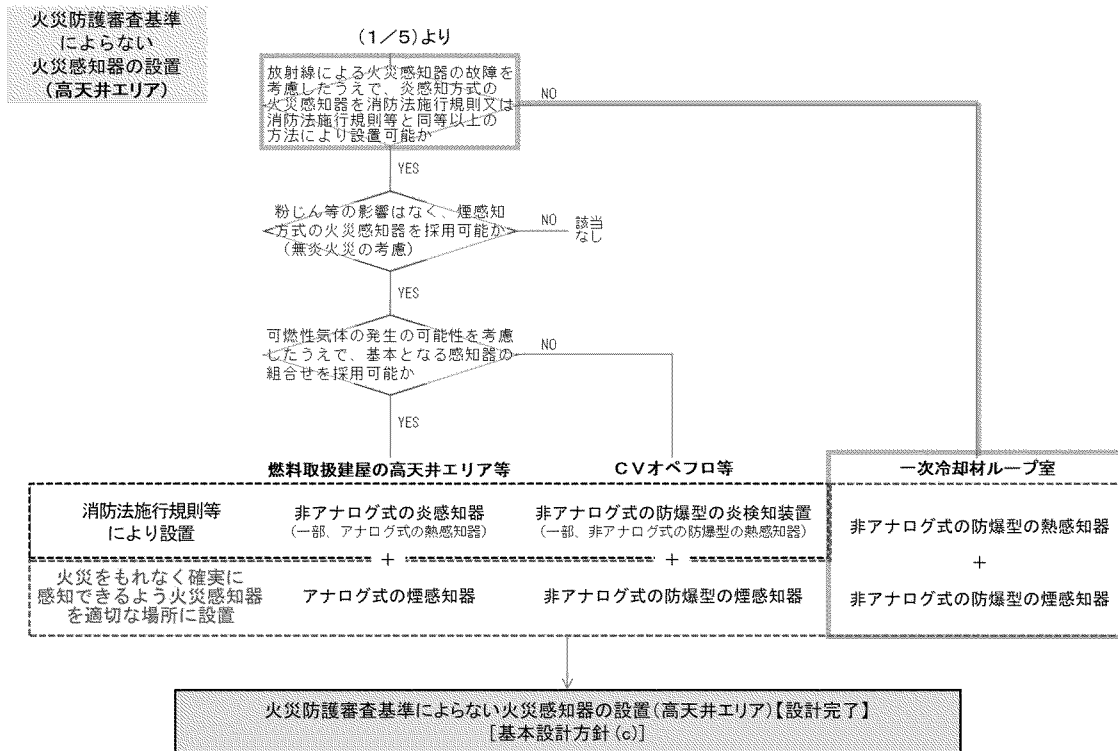 火災防護審査基準
によらない
火災感知器の設置
(高天井エリア)
(1/5)より
放射線による火災感知器の故障を
考慮したうえで、炎感知方式の
火災感知器を消防法施行規則又は
消防法施行規則等と同等以上の
方法により設置可能か
NO
YES
粉じん等の影響はなく、煙感知
方式の火災感知器を採用可能か
(無炎火災の考慮)
NO
該当
なし
YES
可燃性気体の発生の可能性を考慮
したうえで、基本となる感知器の
組合せを採用可能か
NO
YES
燃料取扱建屋の高天井エリア等
CVオペフロ等
一次冷却材ループ室
消防法施行規則等
により設置
非アナログ式の炎感知器
(一部、アナログ式の熱感知器)
非アナログ式の防爆型の炎検知装置
(一部、非アナログ式の防爆型の熱感知器)
非アナログ式の防爆型の熱感知器
+
+
+
火災をもれなく確実に
感知できるよう火災感知器
を適切な場所に設置
アナログ式の煙感知器
非アナログ式の防爆型の煙感知器
非アナログ式の防爆型の煙感知器
火災防護審査基準によらない火災感知器の設置(高天井エリア)【設計完了】
[基本設計方針(c)]